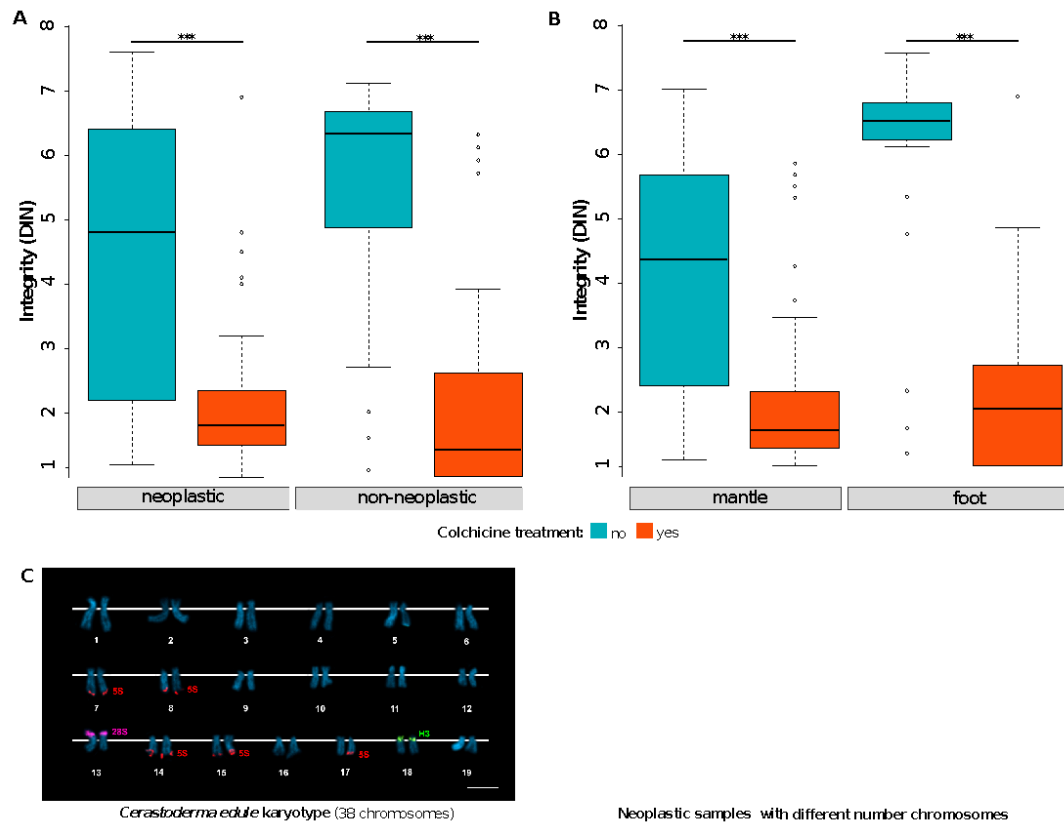 A
B
8
7
6
5
4
3
2
1
Integrity (DIN)
***
***
neoplastic
non-neoplastic
8
7
6
5
4
3
2
1
Integrity (DIN)
***
***
mantle
foot
Colchicine treatment: no yes
C
1 2 3 4 5 6
5S 5S
7 8 9 10 11 12
28S 5S 5S 5S H3
13 14 15 16 17 18 19
Cerastoderma edule karyotype (38 chromosomes)
Neoplastic samples with different number chromosomes